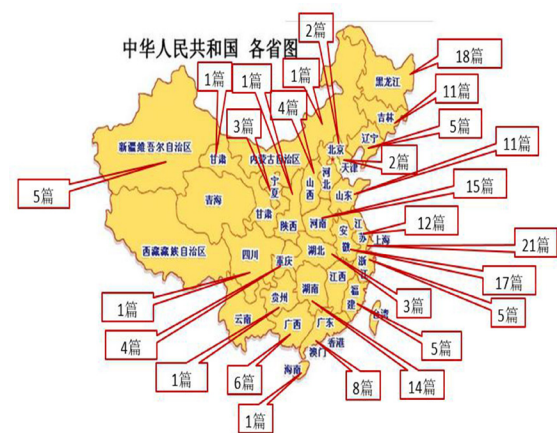 中华人民共和国 各省图
2篇
1篇
1篇
1篇
18篇
4篇
11篇
3篇
5篇
2篇
11篇
15篇
12篇
21篇
17篇
5篇
3篇
5篇
14篇
8篇
1篇
6篇
1篇
4篇
1篇
5篇
黑龙江
吉林
辽宁
北京
天津
内蒙古自治区
新疆维吾尔自治区
甘肃
宁夏
山西
河北
山东
青海
甘肃
陕西
河南
安徽
江苏
上海
西藏藏族自治区
四川
重庆
湖北
浙江
江西
湖南
贵州
福建
台湾
云南
广西
广东
香港
澳门
海南